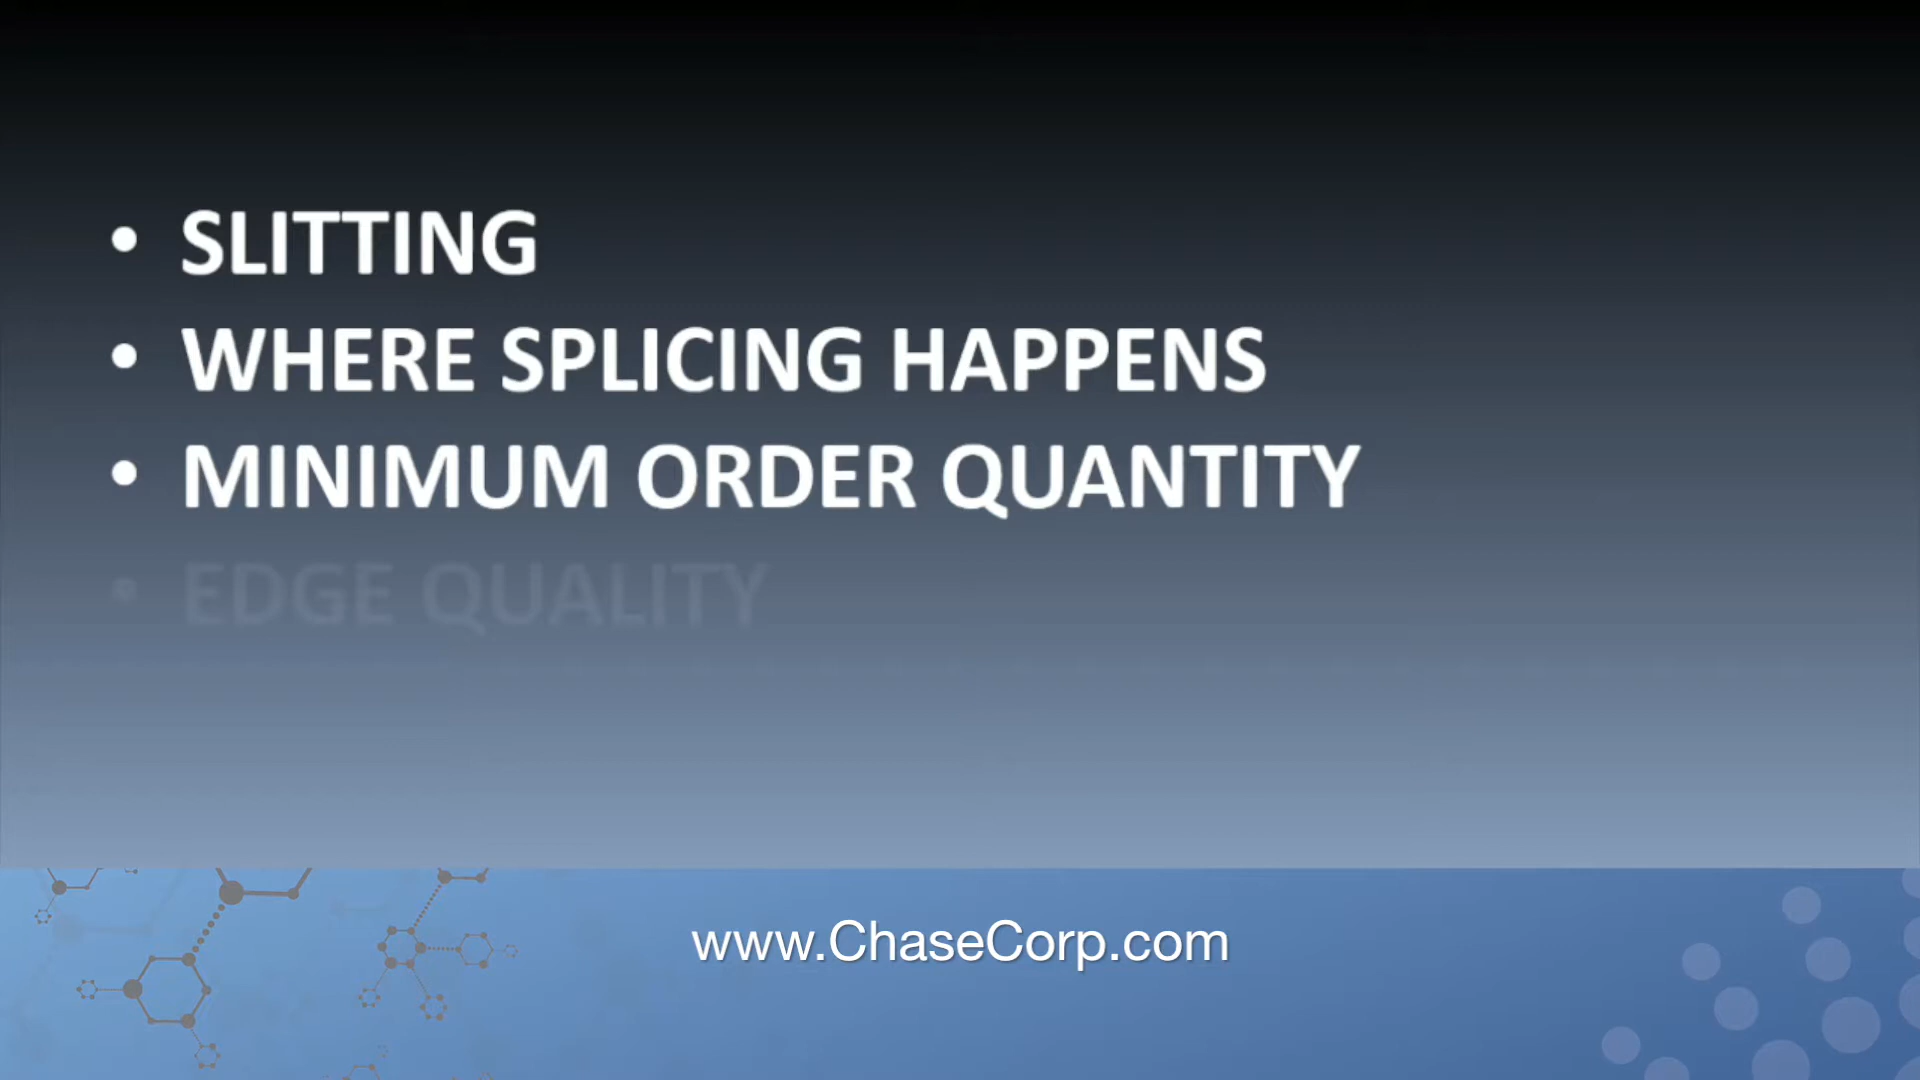 • SLITTING
• WHERE SPLICING HAPPENS
• MINIMUM ORDER QUANTITY
• EDGE QUALITY
www.ChaseCorp.com